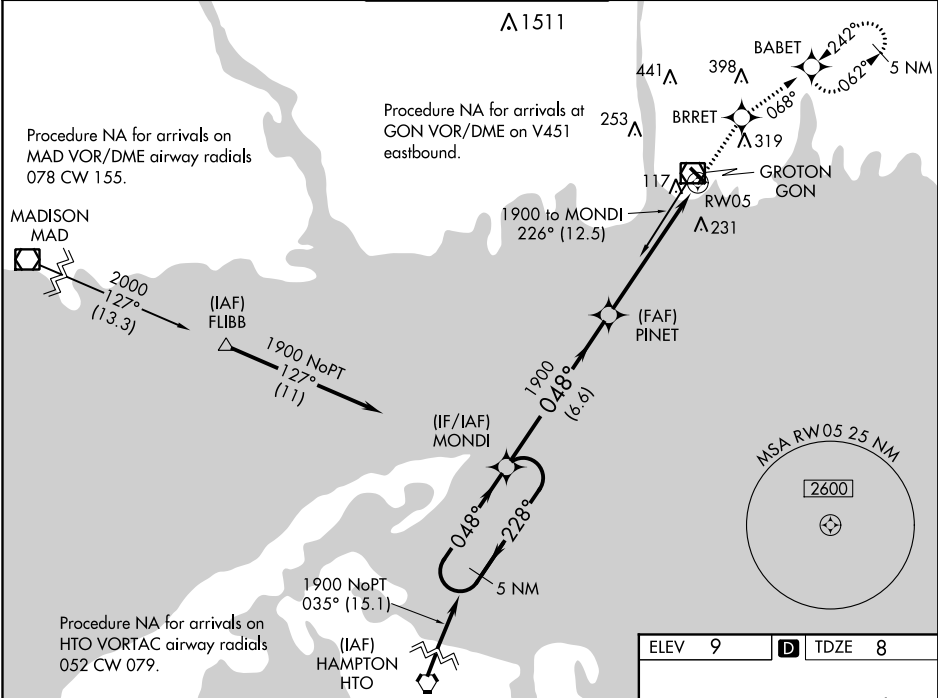 1511
BABET
242°
062°
5 NM
441
398
068°
BRRET
253
319
Procedure NA for arrivals at
GON VOR/DME on V451
eastbound.
Procedure NA for arrivals on
MAD VOR/DME airway radials
078 CW 155.
117
GROTON
GON
RW05
231
1900 to MONDI
226° (12.5)
MADISON
MAD
2000
127°
(13.3)
(IAF)
FLIBB
1900 NoPT
127°
(11)
(FAF)
PINET
1900
048°
(6.6)
(IF/IAF)
MONDI
MSA RW05 25 NM
2600
048°
228°
5 NM
1900 NoPT
035° (15.1)
Procedure NA for arrivals on
HTO VORTAC airway radials
052 CW 079.
(IAF)
HAMPTON
HTO
ELEV 9 D TDZE 8